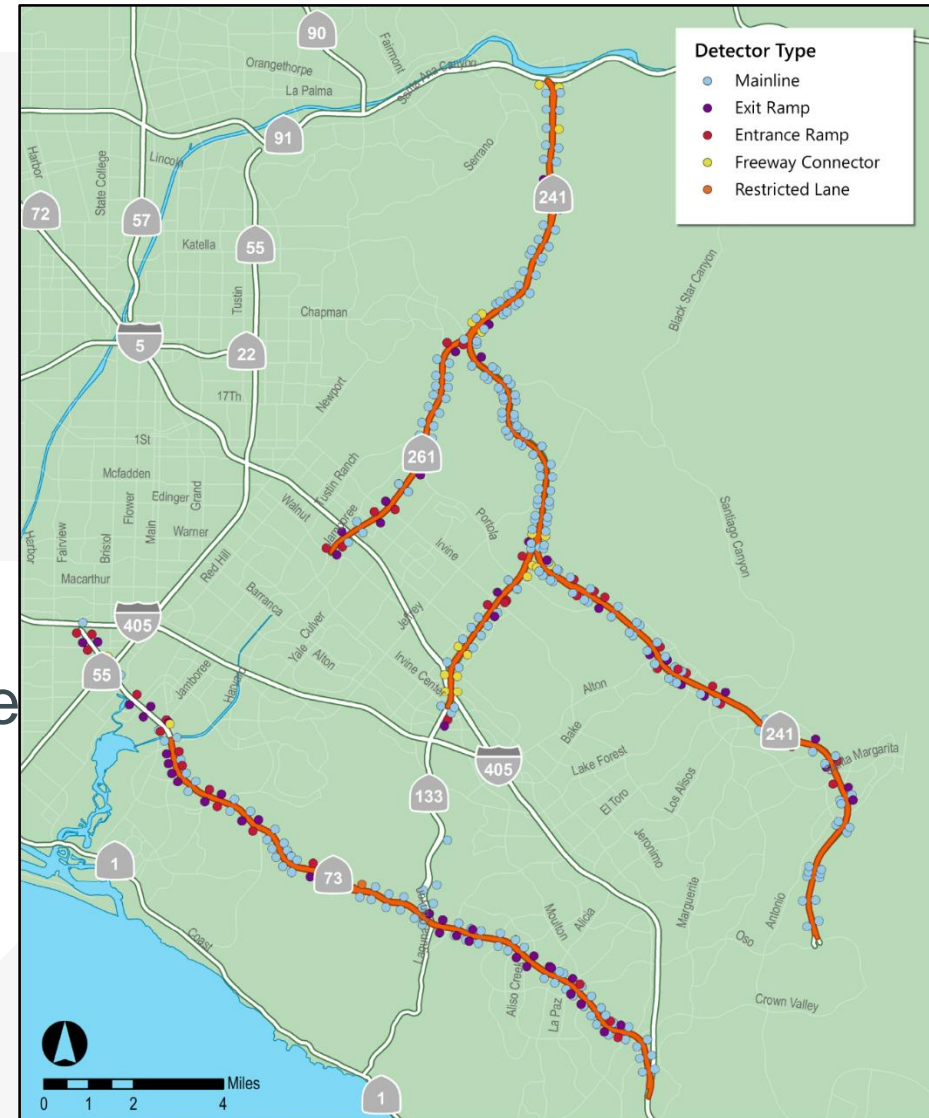 90
Fairmont
Orangethorpe
La Palma
Santa Ana Canyon
91
Lincoln
Harbor
State College
72
57
Katella
55
Tustin
Serrano
241
Chapman
Black Star Canyon
5
22
17Th
Newport
1St
261
Mcfadden
Edinger
Grand
Flower
Main
Warner
Walnut
Tustin Ranch
Jamboree
Portola
Irvine
Santiago Canyon
Harbor
Fairview
Bristol
Macarthur
Red Hill
Barranca
Culver
Yale
Alton
Jeffrey
405
55
Jamboree
Harvard
Irvine Center
Alton
Bake
Lake Forest
241
405
El Toro
Los Alisos
Jeronimo
133
1
73
Marguerite
Antonio
Oso
Moulton
Alicia
Coast
Aliso Creek
La Paz
Crown Valley
1
e
Detector Type
Mainline
Exit Ramp
Entrance Ramp
Freeway Connector
Restricted Lane
Miles
0 1 2 4